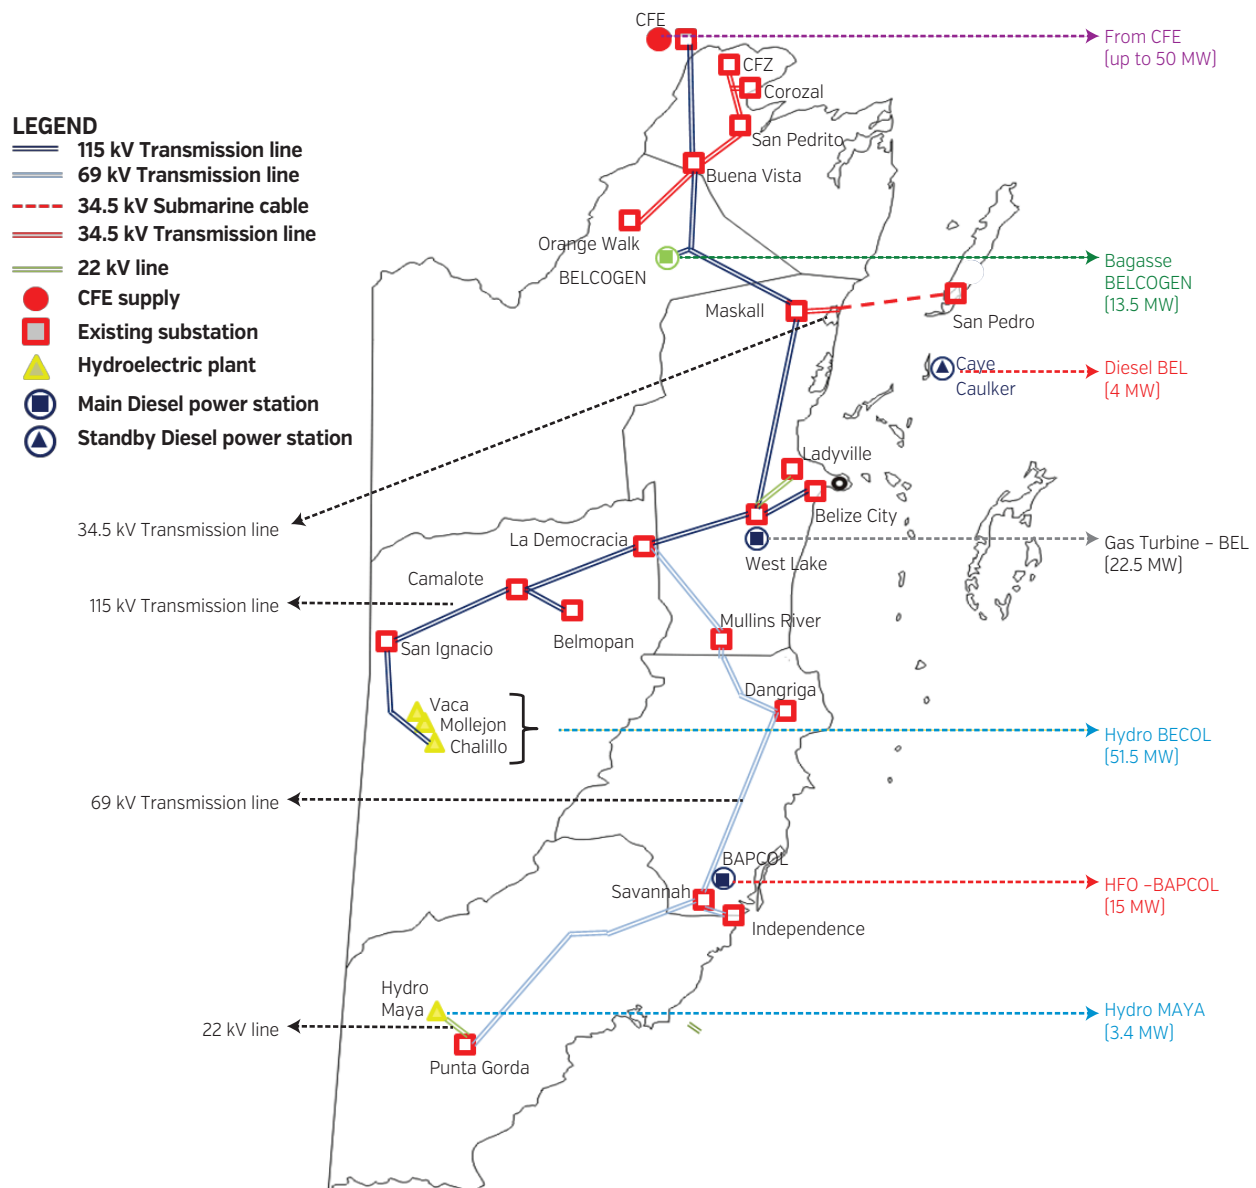 CFE
From CFE
(up to 50 MW)
CFZ
Corozal
LEGEND
115 kV Transmission line
69 kV Transmission line
34.5 kV Submarine cable
34.5 kV Transmission line
22 kV line
CFE supply
Existing substation
Hydroelectric plant
Main Diesel power station
Standby Diesel power station
San Pedrito
Buena Vista
Orange Walk
BELCOGEN
Bagasse
BELCOGEN
(13.5 MW)
Maskall
San Pedro
Caye
Caulker
Diesel BEL
(4 MW)
Ladyville
Belize City
34.5 kV Transmission line
La Democracia
West Lake
Gas Turbine – BEL
(22.5 MW)
Camalote
115 kV Transmission line
Belmopan
Mullins River
San Ignacio
Dangriga
Vaca
Mollejon
Chalillo
Hydro BECOL
(51.5 MW)
69 kV Transmission line
BAPCOL
Savannah
HFO –BAPCOL
(15 MW)
Independence
Hydro
Maya
Hydro MAYA
(3.4 MW)
22 kV line
Punta Gorda